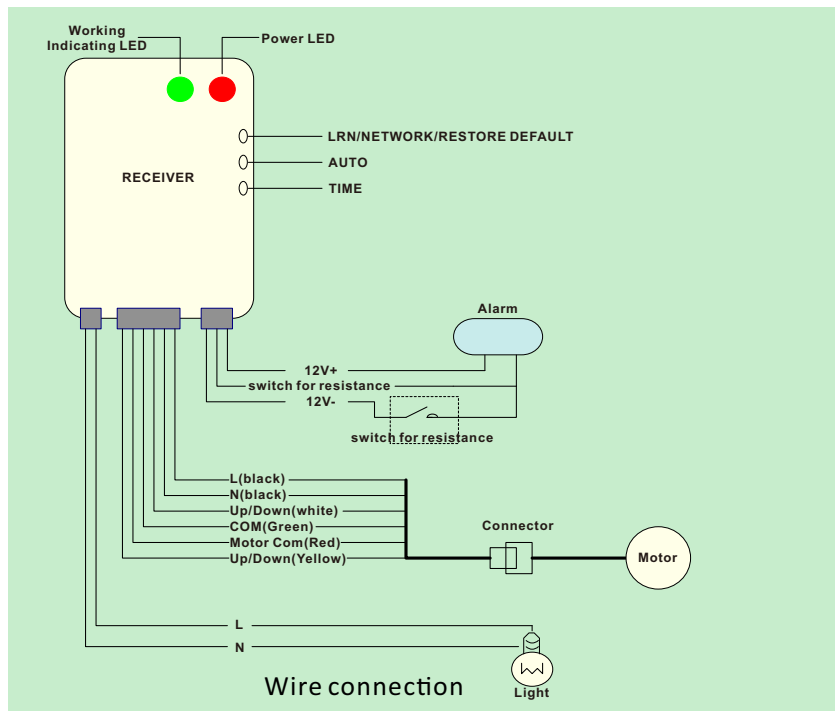 Working
Indicating LED
Power LED
LRN/NETWORK/RESTORE DEFAULT
AUTO
RECEIVER
TIME
Alarm
12V+
switch for resistance
12V-
switch for resistance
L(black)
N(black)
Up/Down(white)
COM(Green)
Connector
Motor Com(Red)
Up/Down(Yellow)
Motor
L
N
Wire connection
Light